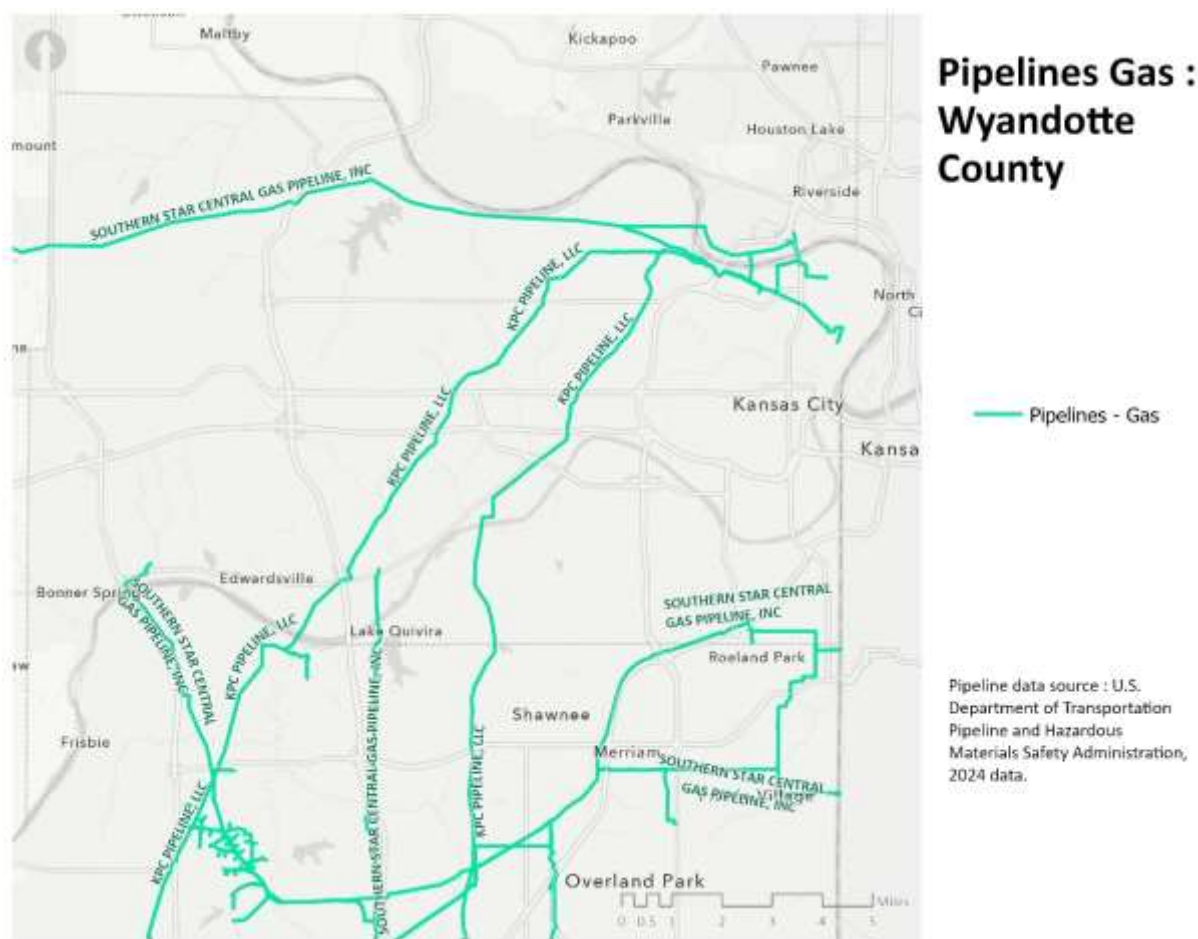 Maltby
Kickapoo
Pawnee
Parkville
Houston Lake
mount
Riverside
SOUTHERN STAR CENTRAL GAS PIPELINE, INC
KPC PIPELINE, LLC
North
KPC PIPELINE, LLC
KPC PIPELINE, LLC
Kansas City
Kansa
Edwardsville
Bonner Spring
SOUTHERN STAR CENTRAL
GAS PIPELINE, INC
KPC PIPELINE, LLC
Lake Quivira
SOUTHERN STAR CENTRAL GAS PIPELINE, INC
SOUTHERN STAR CENTRAL
GAS PIPELINE, INC
Roeland Park
Shawnee
Frisbie
Merriam
SOUTHERN STAR CENTRAL
GAS PIPELINE, INC
Village
KPC PIPELINE, LLC
KPC PIPELINE, LLC
Overland Park
Miles
0 0.5 1 2 3 4 5
Pipelines Gas :
Wyandotte
County
Pipelines - Gas
Pipeline data source : U.S.
Department of Transportation
Pipeline and Hazardous
Materials Safety Administration,
2024 data.